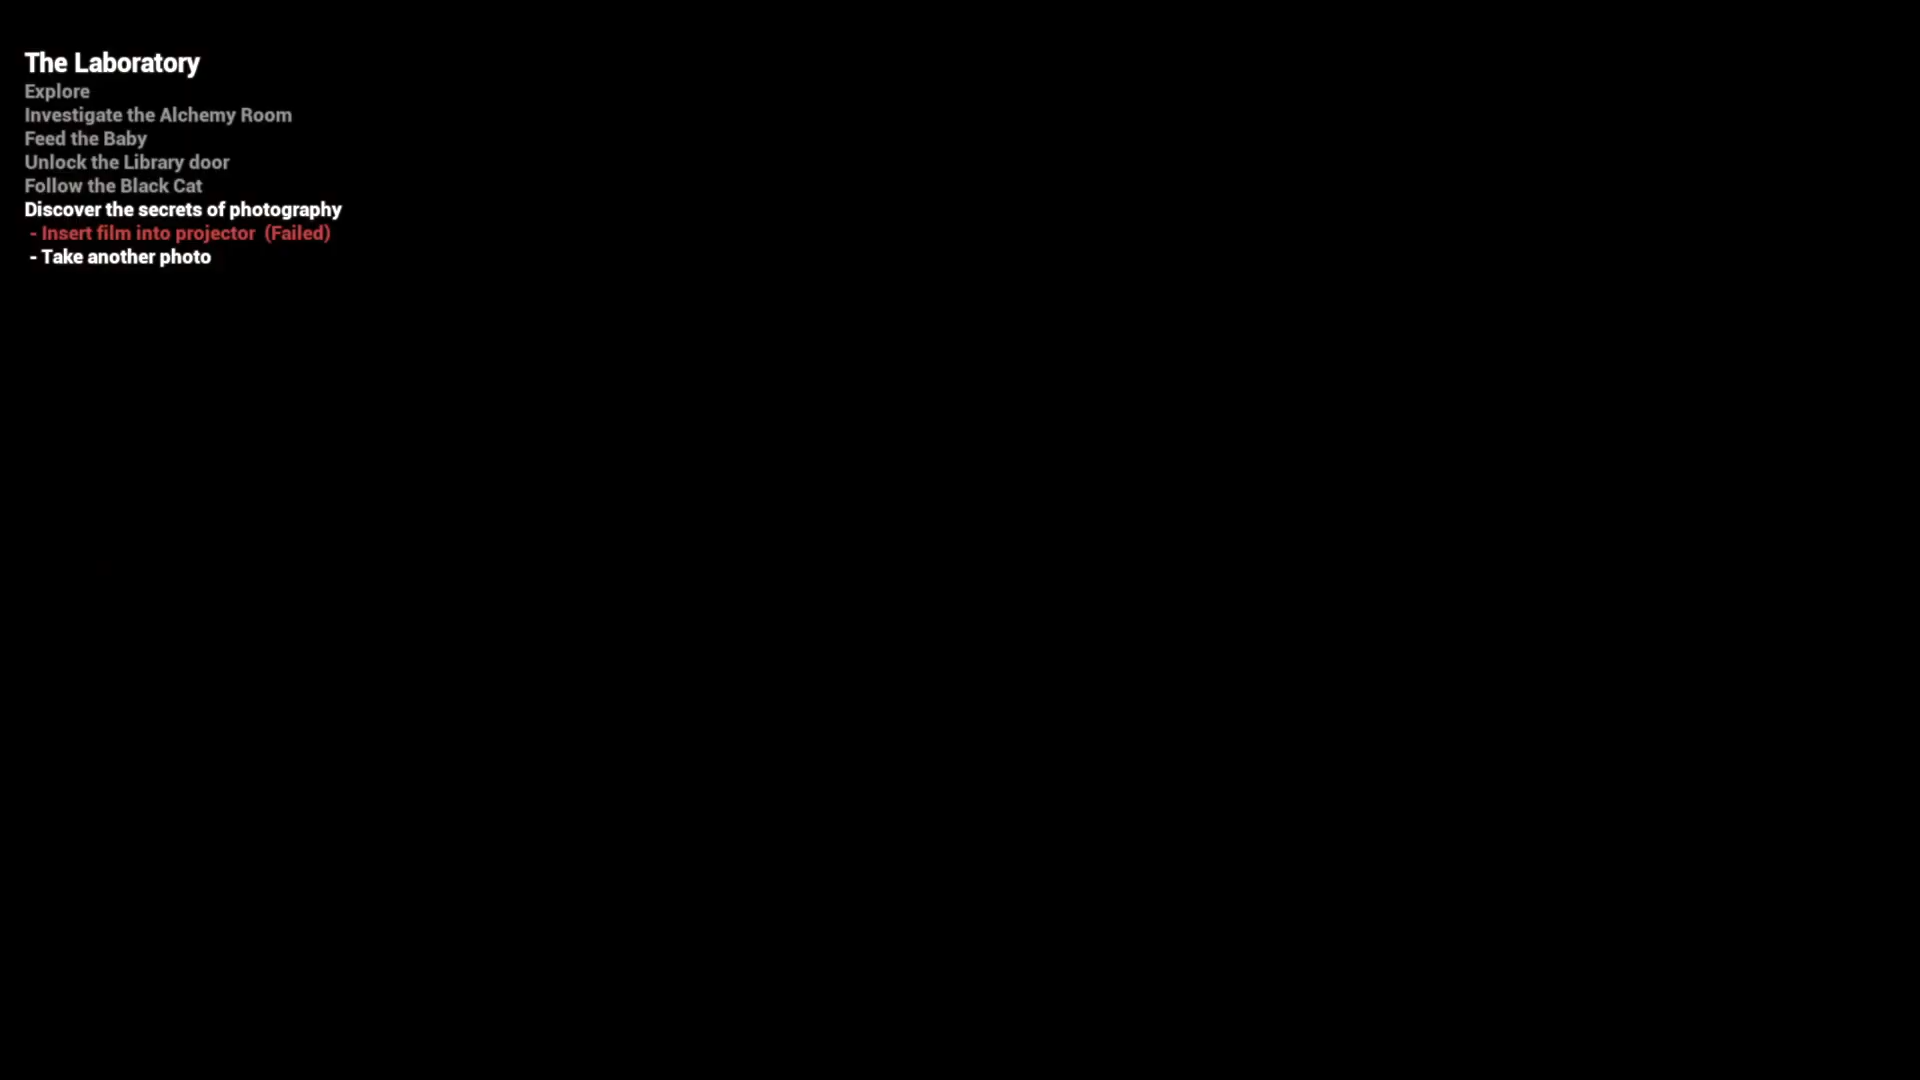 The Laboratory
Explore
Investigate the Alchemy Room
Feed the Baby
Unlock the Library door
Follow the Black Cat
Discover the secrets of photography
- Insert film into projector (Failed)
- Take another photo